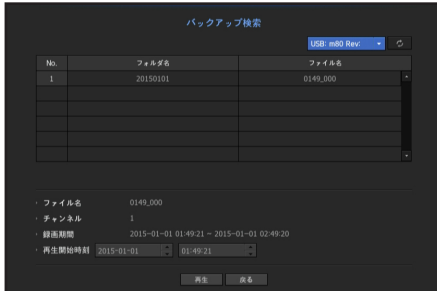 バックアップ検索
USB: m80 Rev:
No. フォルダ名 ファイル名
1 20150101 0149_000
・ファイル名 0149_000
・チャンネル 1
・録画期間 2015-01-01 01:49:21 ~ 2015-01-01 02:49:20
・再生開始時刻 2015-01-01 01:49:21
再生 戻る